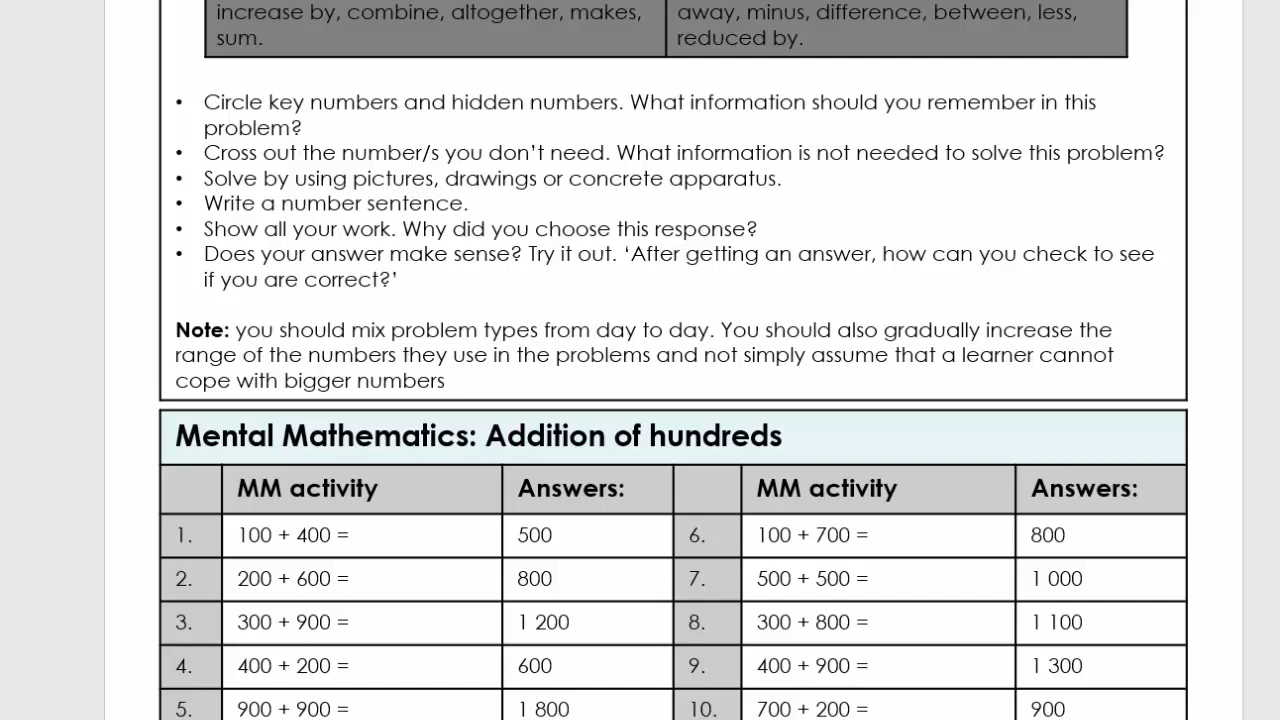 increase by, combine, altogether, makes,
sum.
away, minus, difference, between, less,
reduced by.
• Circle key numbers and hidden numbers. What information should you remember in this
problem?
• Cross out the number/s you don’t need. What information is not needed to solve this problem?
• Solve by using pictures, drawings or concrete apparatus.
• Write a number sentence.
• Show all your work. Why did you choose this response?
• Does your answer make sense? Try it out. ‘After getting an answer, how can you check to see
if you are correct?’
Note: you should mix problem types from day to day. You should also gradually increase the
range of the numbers they use in the problems and not simply assume that a learner cannot
cope with bigger numbers
Mental Mathematics: Addition of hundreds
MM activity Answers: MM activity Answers:
1. 100 + 400 = 500 6. 100 + 700 = 800
2. 200 + 600 = 800 7. 500 + 500 = 1 000
3. 300 + 900 = 1 200 8. 300 + 800 = 1 100
4. 400 + 200 = 600 9. 400 + 900 = 1 300
5. 900 + 900 = 1 800 10. 700 + 200 = 900